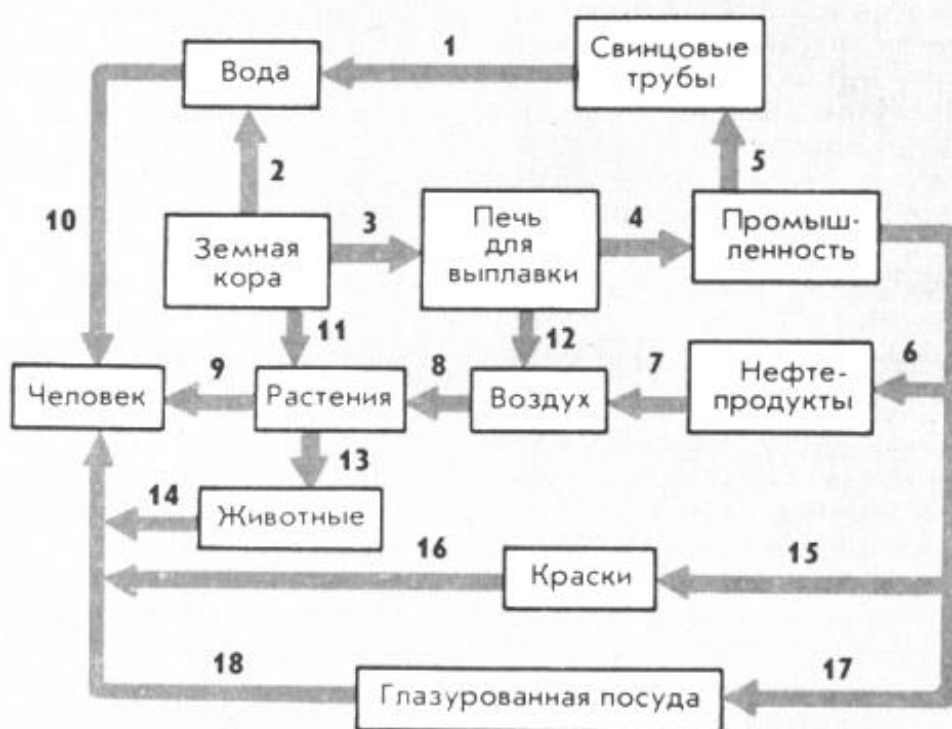 1
Свинцовые
трубы
Вода
2
5
10
3
Печь
для
выплавки
4
Промыш-
ленность
Земная
кора
11
12
6
9
8
7
Нефте-
продукты
Человек
Растения
Воздух
13
14
Животные
16
15
Краски
18
17
Глазурованная посуда